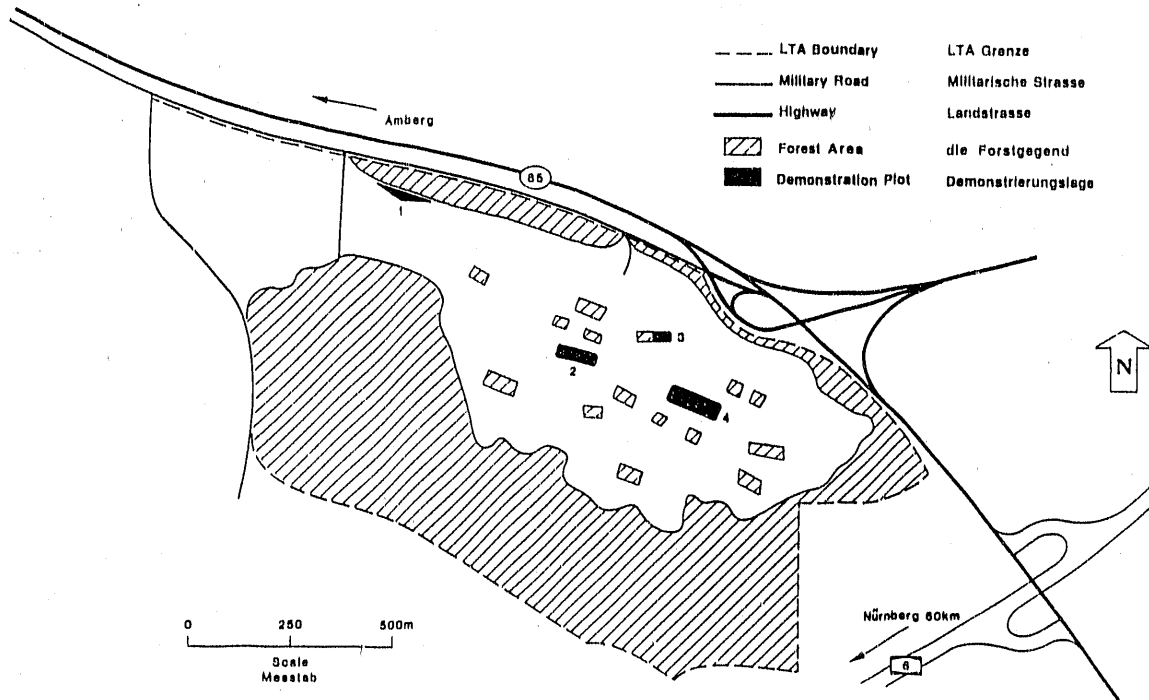 LTA Boundary LTA Grenze
Military Road Militarische Strasse
Highway Landstrasse
Forest Area die Forstgegend
Demonstration Plot Demonstrierungslage
Amberg
85
1
3
2
4
N
0 250 500m
Scale
Messtab
Nürnberg 60km
6